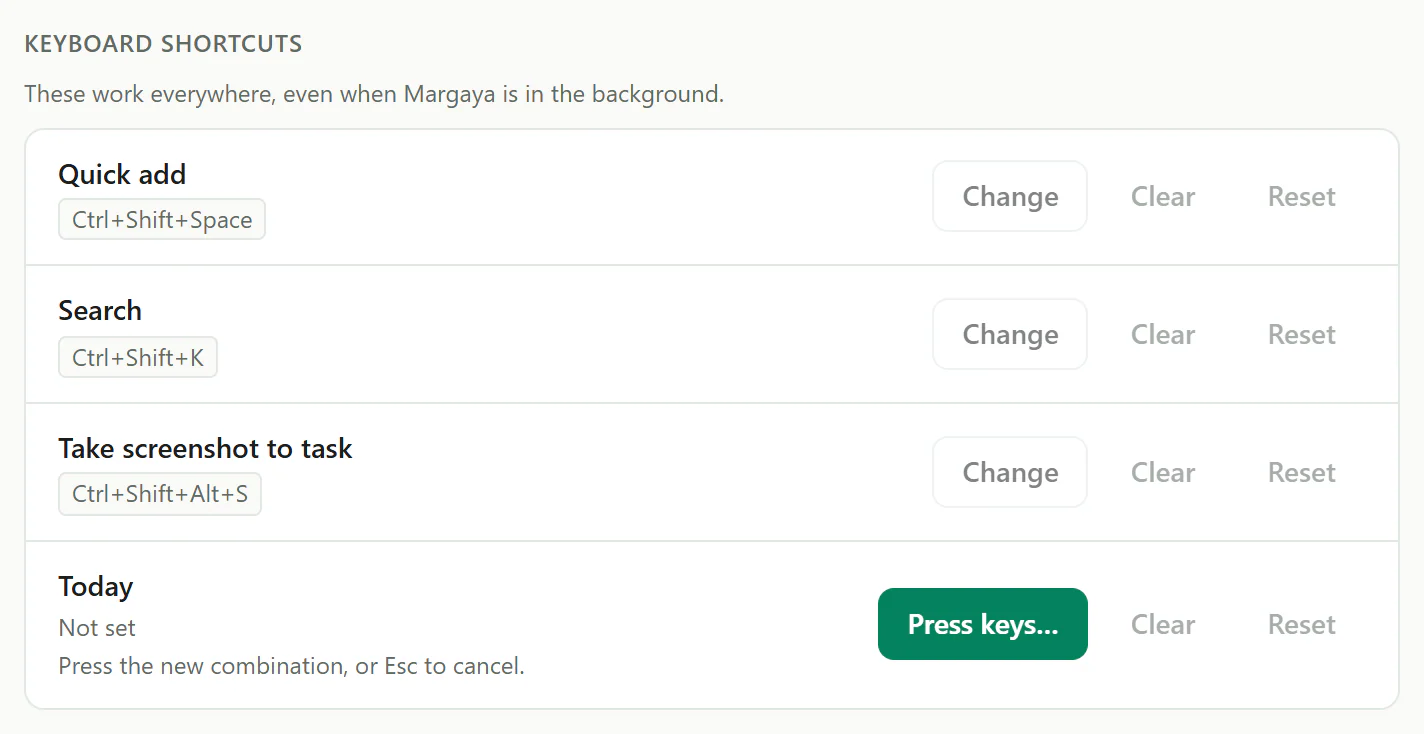 KEYBOARD SHORTCUTS
These work everywhere, even when Margaya is in the background.
Quick add
Ctrl+Shift+Space
Change Clear Reset
Search
Ctrl+Shift+K
Change Clear Reset
Take screenshot to task
Ctrl+Shift+Alt+S
Change Clear Reset
Today
Not set
Press the new combination, or Esc to cancel.
Press keys... Clear Reset